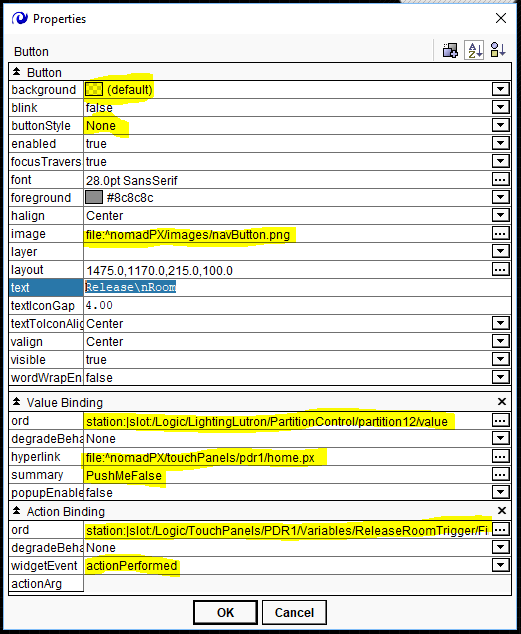 Properties
Button
Button
background (default)
blink false
buttonStyle None
enabled true
focusTravers true
font 28.0pt SansSerif
foreground #8c8c8c
halign Center
image file:^nomadPX/images/navButton.png
layer
layout 1475.0,1170.0,215.0,100.0
text Release\nRoom
textIconGap 4.00
textToIconAlig Center
valign Center
visible true
wordWrapEn false
Value Binding
ord station:|slot:/Logic/LightingLutron/PartitionControl/partition12/value
degradeBeha None
hyperlink file:^nomadPX/touchPanels/pdr1/home.px
summary PushMeFalse
popupEnable false
Action Binding
ord station:|slot:/Logic/TouchPanels/PDR1/Variables/ReleaseRoomTrigger/Fi
degradeBeha None
widgetEvent actionPerformed
actionArg
OK Cancel